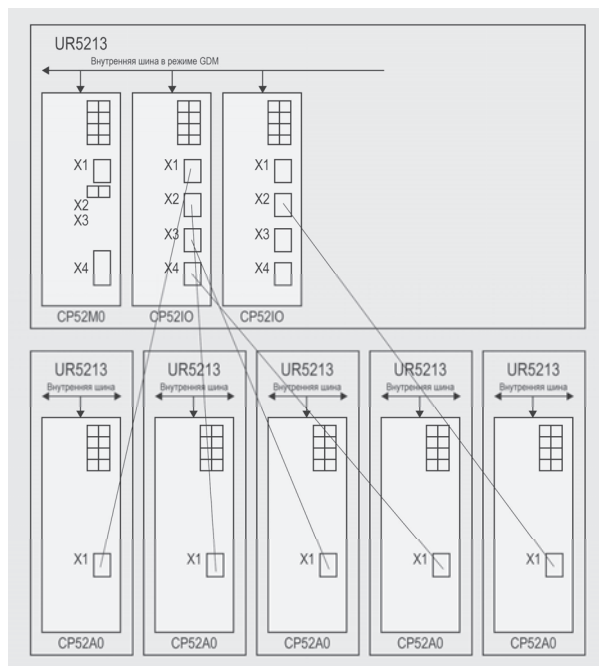 UR5213
Внутренняя шина в режиме GDM
X1 X1 X1
X2 X2 X2
X3 X3 X3
X4 X4 X4
CP52M0 CP52IO CP52IO
UR5213 UR5213 UR5213 UR5213 UR5213
Внутренняя шина Внутренняя шина Внутренняя шина Внутренняя шина Внутренняя шина
X1 X1 X1 X1 X1
CP52A0 CP52A0 CP52A0 CP52A0 CP52A0